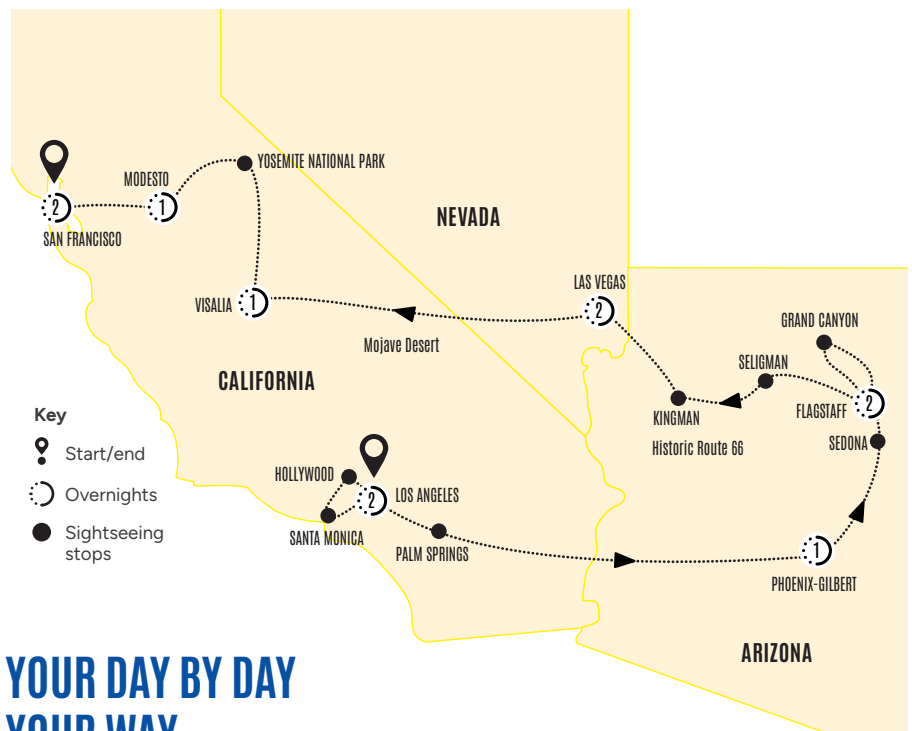 YOSEMITE NATIONAL PARK
MODESTO
2
1
SAN FRANCISCO
NEVADA
LAS VEGAS
2
VISALIA
1
GRAND CANYON
Mojave Desert
SELIGMAN
CALIFORNIA
KINGMAN
FLAGSTAFF
2
Historic Route 66
SEDONA
Key
Start/end
Overnights
Sightseeing
stops
HOLLYWOOD
2
LOS ANGELES
SANTA MONICA
PALM SPRINGS
1
PHOENIX-GILBERT
ARIZONA
YOUR DAY BY DAY
YOUR WAY